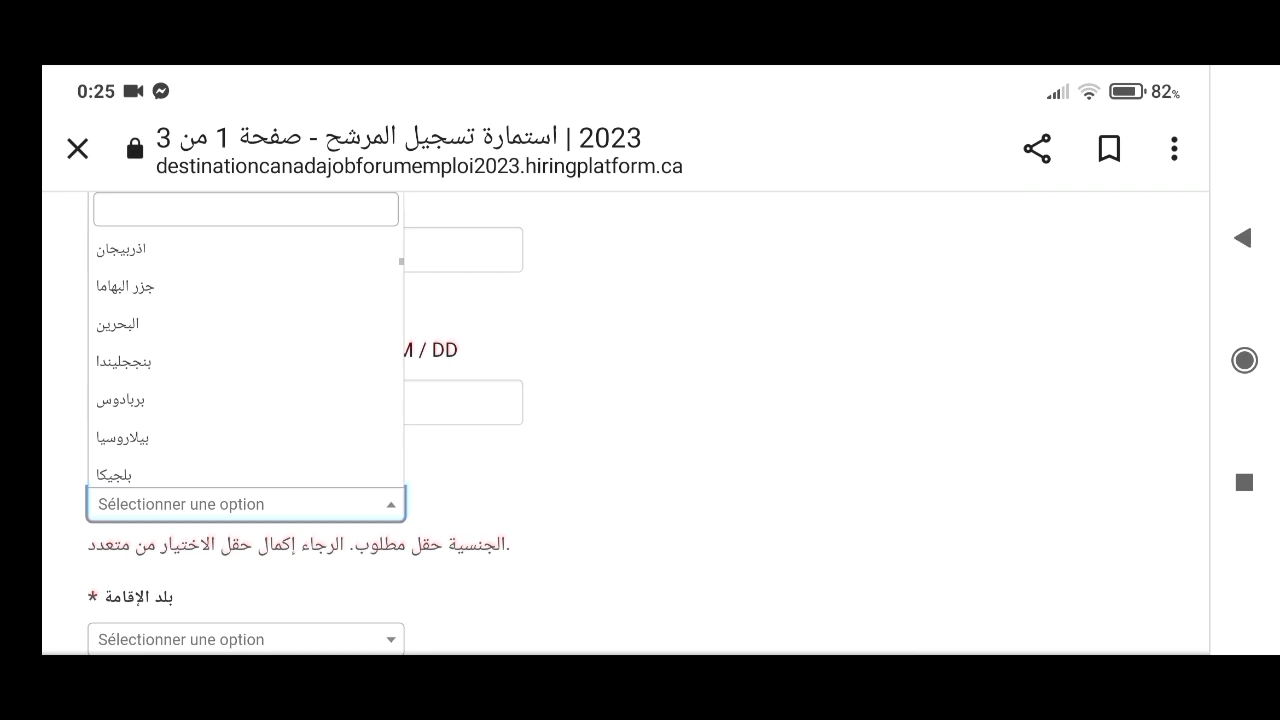 0:25
82%
2023 | استمارة تسجيل المرشح - صفحة 1 من 3
destinationcanadajobforumemploi2023.hiringplatform.ca
اذربيجان
جزر البهاما
البحرين
M / DD
بنججليندا
بربادوس
بيلاروسيا
بلجيكا
Sélectionner une option
الجنسية حقل مطلوب. الرجاء إكمال حقل الاختيار من متعدد.
بلد الإقامة *
Sélectionner une option